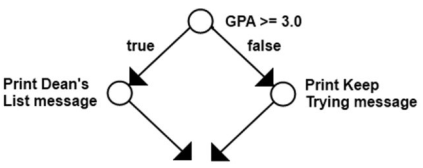 GPA >= 3.0
true
false
Print Dean's
List message
Print Keep
Trying message